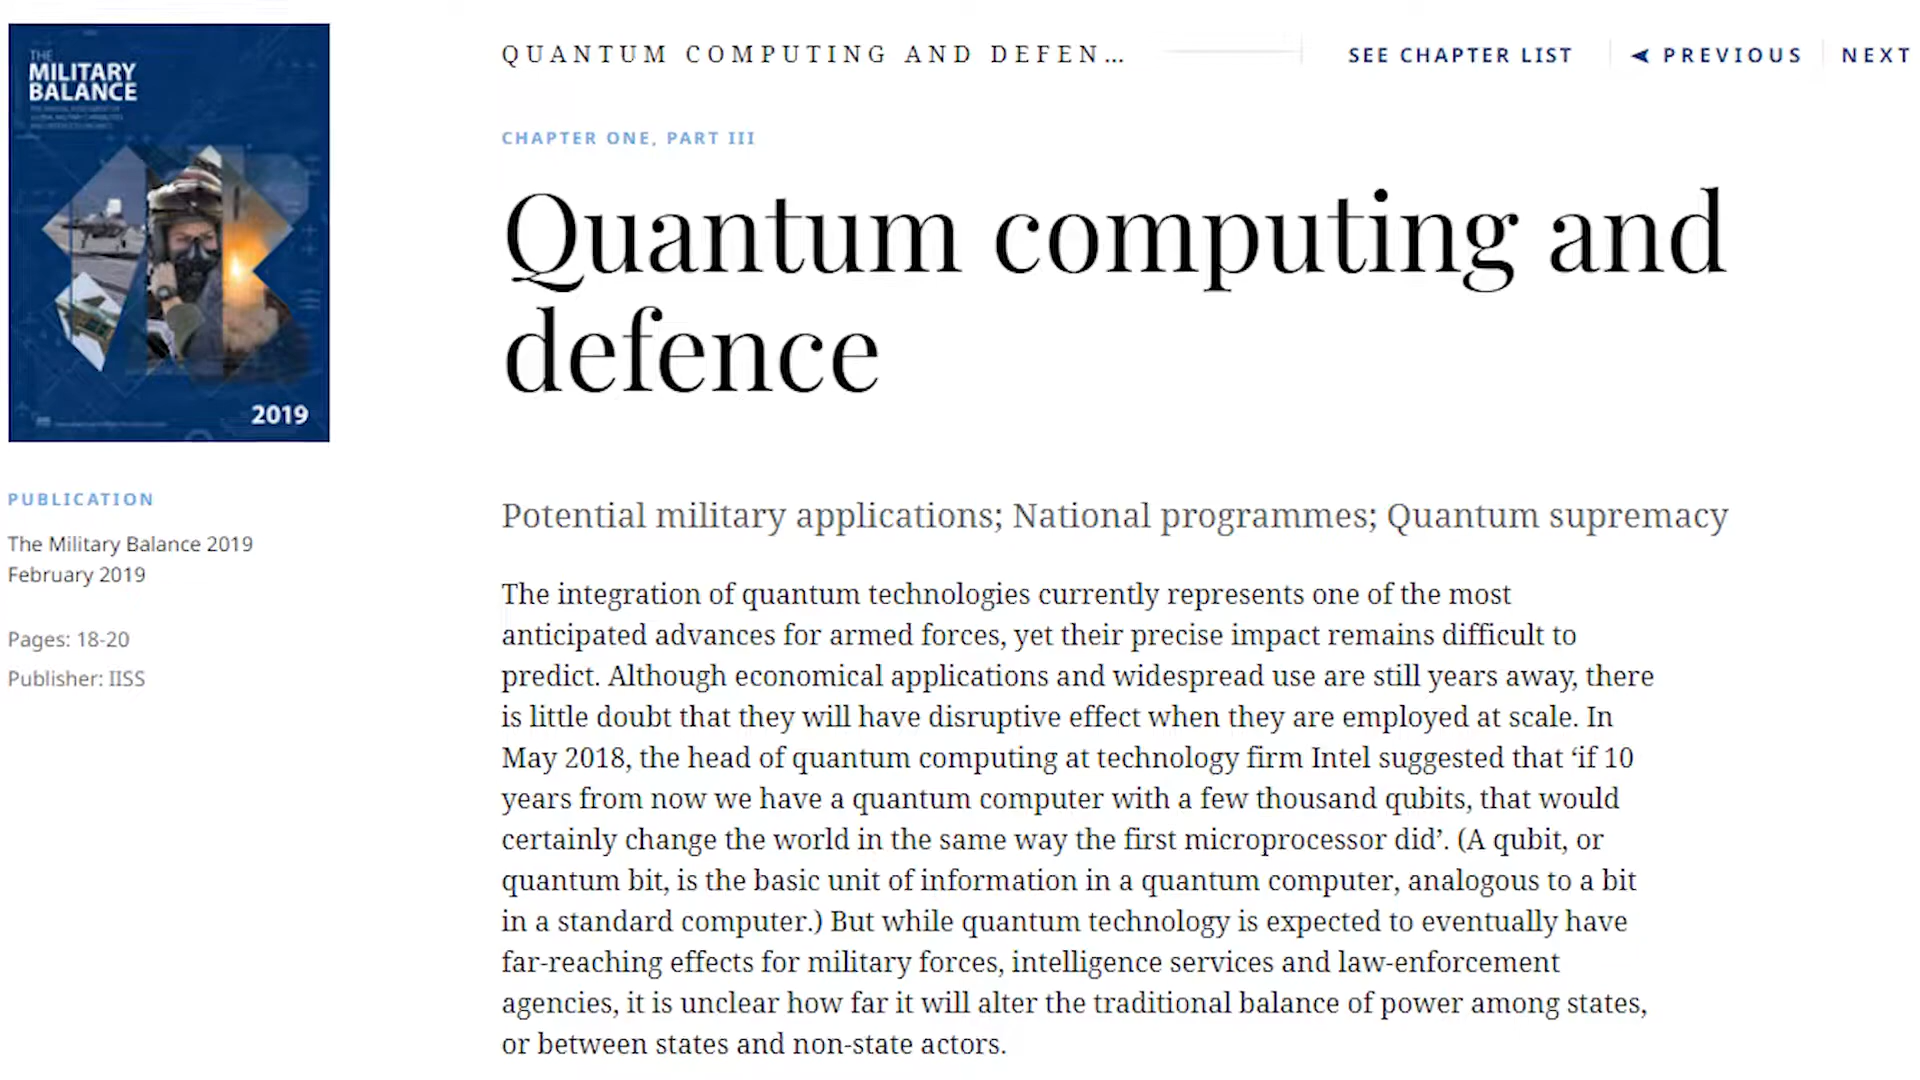 THE
MILITARY
BALANCE
2019
PUBLICATION
The Military Balance 2019
February 2019
Pages: 18-20
Publisher: IISS
QUANTUM COMPUTING AND DEFEN...
SEE CHAPTER LIST
PREVIOUS
NEXT
CHAPTER ONE, PART III
Quantum computing and
defence
Potential military applications; National programmes; Quantum supremacy
The integration of quantum technologies currently represents one of the most
anticipated advances for armed forces, yet their precise impact remains difficult to
predict. Although economical applications and widespread use are still years away, there
is little doubt that they will have disruptive effect when they are employed at scale. In
May 2018, the head of quantum computing at technology firm Intel suggested that ‘if 10
years from now we have a quantum computer with a few thousand qubits, that would
certainly change the world in the same way the first microprocessor did’. (A qubit, or
quantum bit, is the basic unit of information in a quantum computer, analogous to a bit
in a standard computer.) But while quantum technology is expected to eventually have
far-reaching effects for military forces, intelligence services and law-enforcement
agencies, it is unclear how far it will alter the traditional balance of power among states,
or between states and non-state actors.